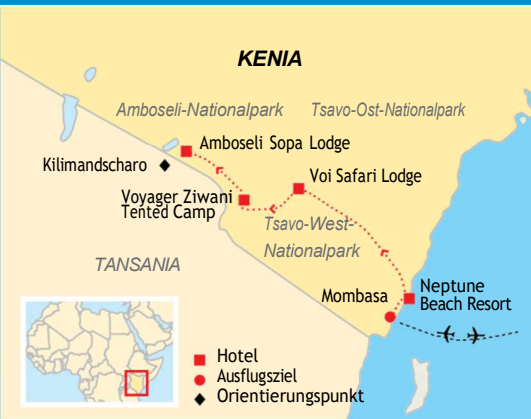 KENIA
Amboseli-Nationalpark
Tsavo-Ost-Nationalpark
Amboseli Sopa Lodge
Kilimandscharo
Voi Safari Lodge
Voyager Ziwani
Tented Camp
Tsavo-West-
Nationalpark
TANSANIA
Mombasa
Neptune
Beach Resort
Hotel
Ausflugsziel
Orientierungspunkt